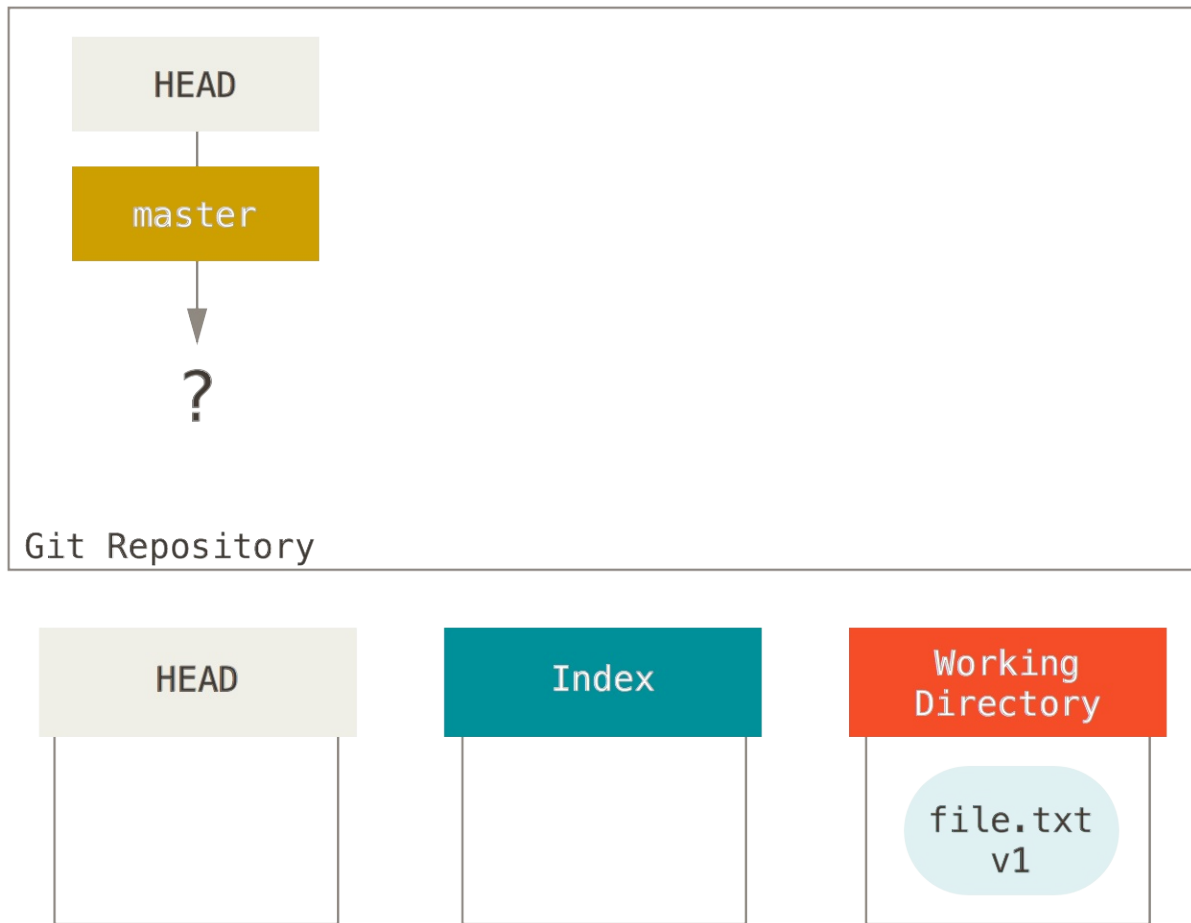 HEAD
master
?
Git Repository
HEAD
Index
Working
Directory
file.txt
v1